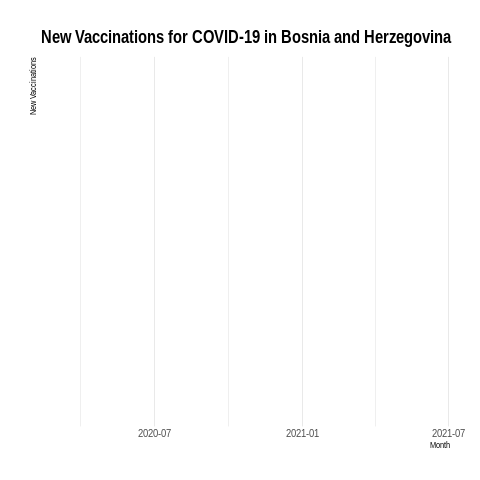 New Vaccinations for COVID-19 in Bosnia and Herzegovina
New Vaccinations
2020-07
2021-01
2021-07
Month